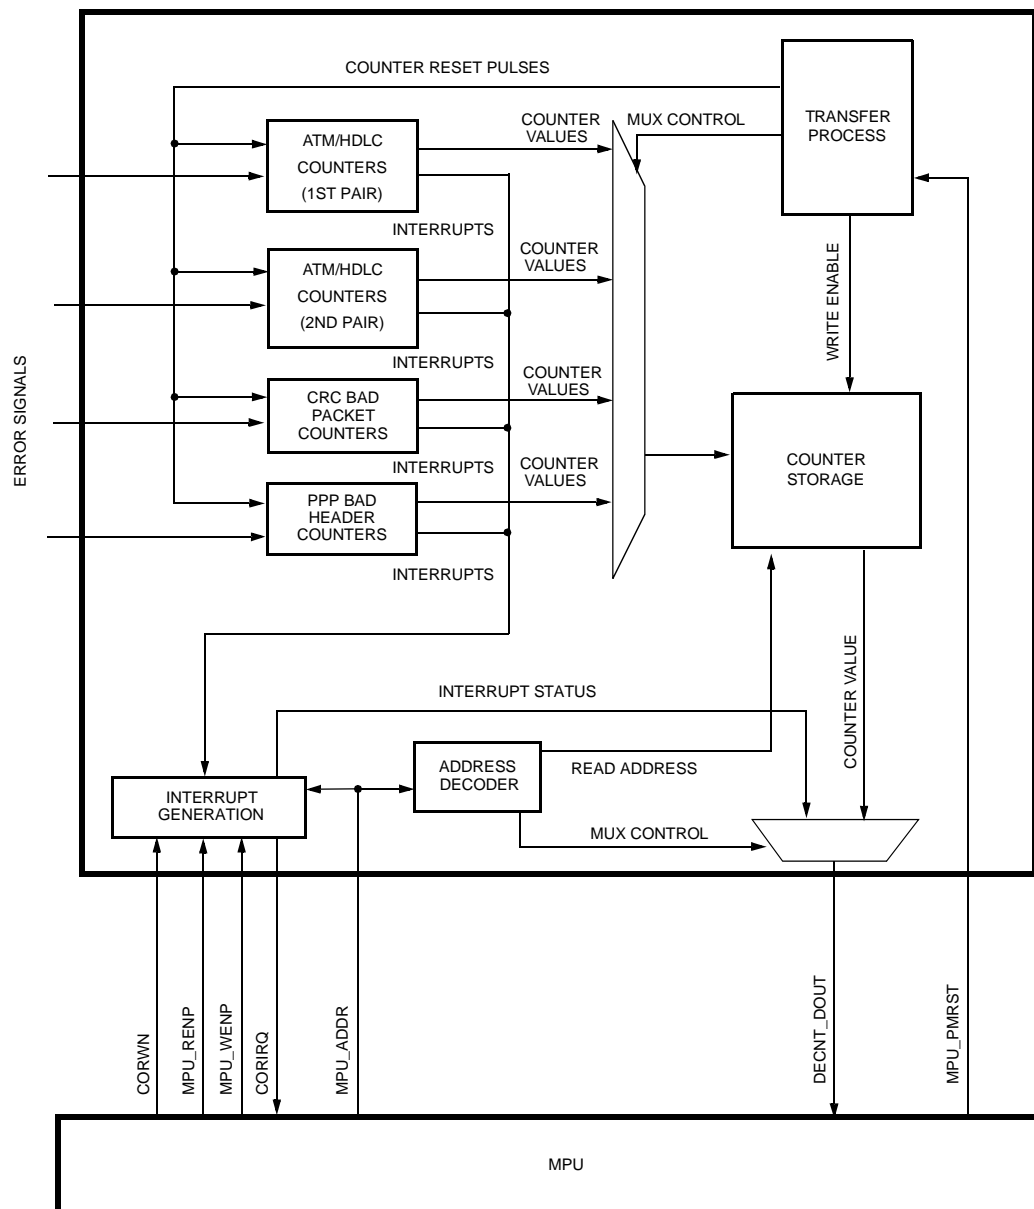 COUNTER RESET PULSES
TRANSFER
PROCESS
MUX CONTROL
COUNTER
VALUES
ATM/HDLC
COUNTERS
(1ST PAIR)
INTERRUPTS
COUNTER
VALUES
ATM/HDLC
COUNTERS
(2ND PAIR)
INTERRUPTS
WRITE ENABLE
COUNTER
VALUES
CRC BAD
PACKET
COUNTERS
INTERRUPTS
ERROR SIGNALS
COUNTER
STORAGE
COUNTER
VALUES
PPP BAD
HEADER
COUNTERS
INTERRUPTS
INTERRUPT STATUS
COUNTER VALUE
ADDRESS
DECODER
READ ADDRESS
INTERRUPT
GENERATION
MUX CONTROL
CORWN
MPU_RENP
MPU_WENP
CORIRQ
MPU_ADDR
DECNT_DOUT
MPU_PMRST
MPU